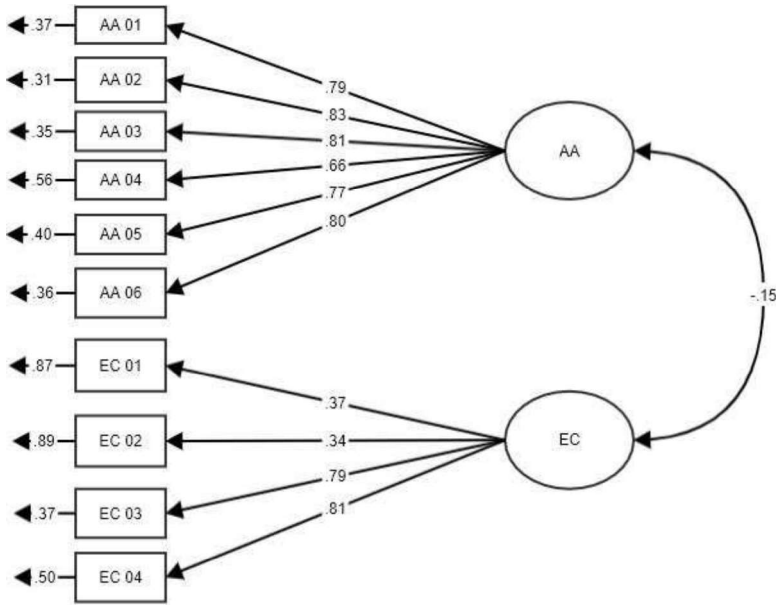 .37 AA 01
.79
.31 AA 02
.83
.35 AA 03
.81
AA
.56 AA 04
.66
.77
.40 AA 05
.80
.36 AA 06
-.15
.87 EC 01
.37
.89 EC 02
.34
EC
.79
.37 EC 03
.81
.50 EC 04